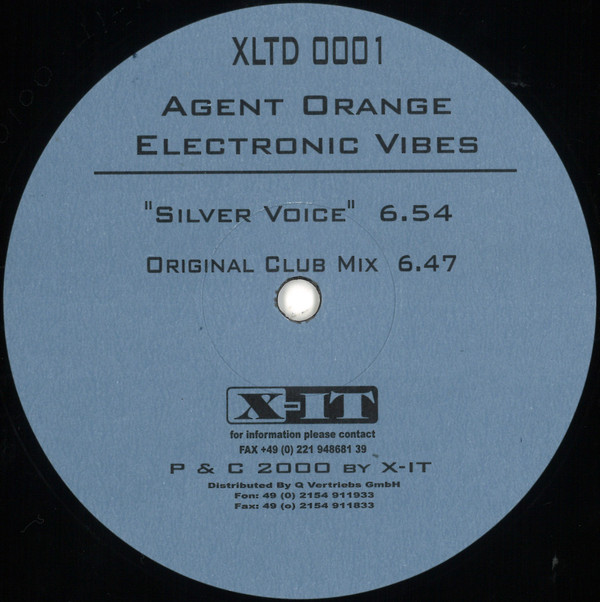 XLTD 0001
AGENT ORANGE
ELECTRONIC VIBES
"SILVER VOICE" 6.54
ORIGINAL CLUB MIX 6.47
X-IT
for information please contact
FAX +49 (0) 221 948681 39
P & C 2000 BY X-IT
Distributed By Q Vertriebs GmbH
Fon: 49 (0) 2154 911933
Fax: 49 (o) 2154 911833